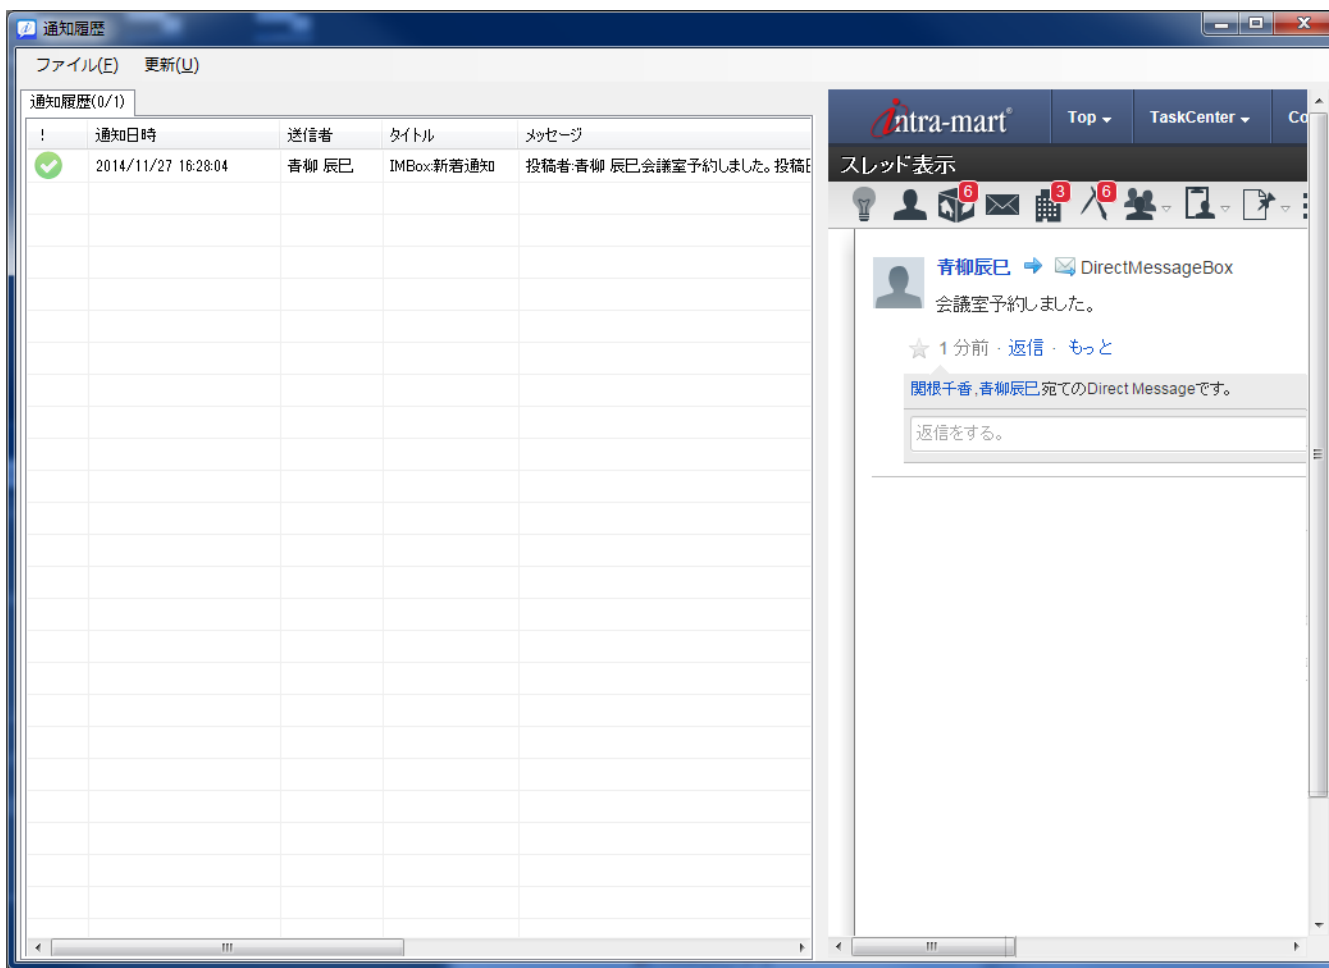 通知履歴
ファイル(F) 更新(U)
通知履歴(0/1)
! 通知日時 送信者 タイトル メッセージ
2014/11/27 16:28:04 青柳 辰巳 IMBox:新着通知 投稿者:青柳 辰巳会議室予約しました。投稿日
intra-mart® Top TaskCenter Co
スレッド表示
6 3 6
青柳辰巳 DirectMessageBox
会議室予約しました。
1 分前 · 返信 · もっと
関根千香,青柳辰巳宛てのDirect Messageです。
返信をする。